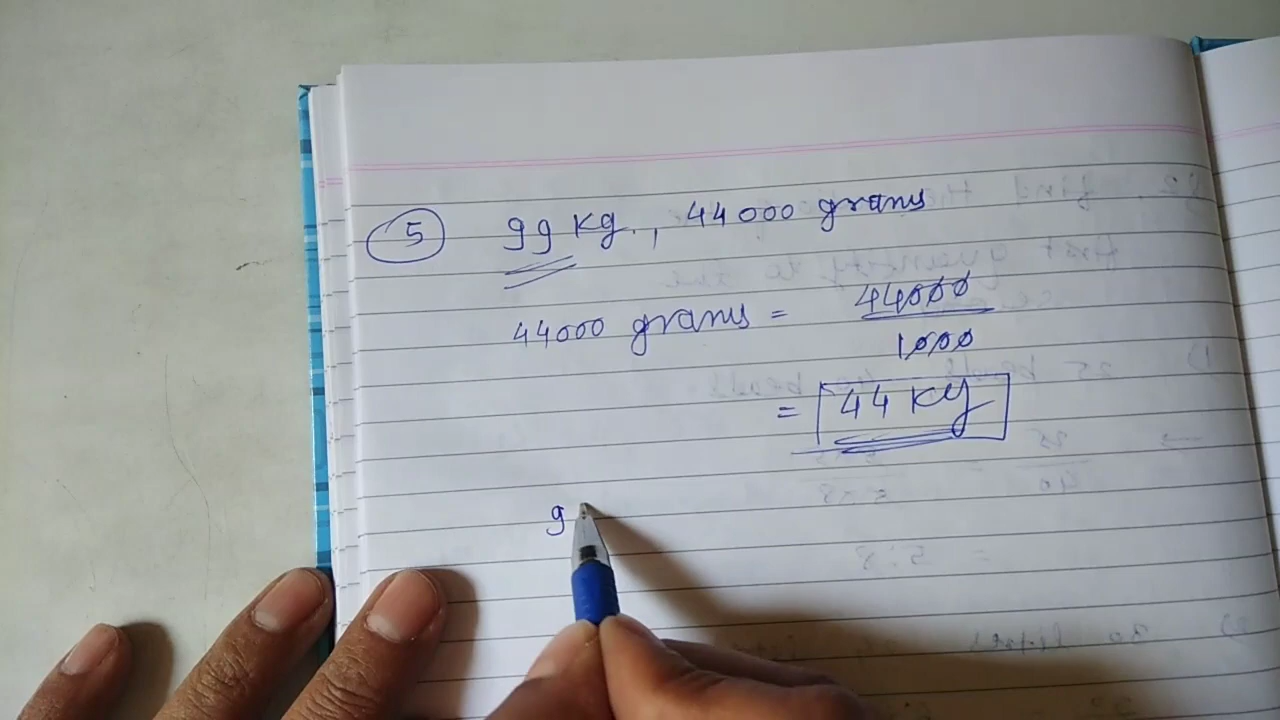 5 99 kg., 44000 grams
44000 grams = 44000
1000
= 44 Kg
9